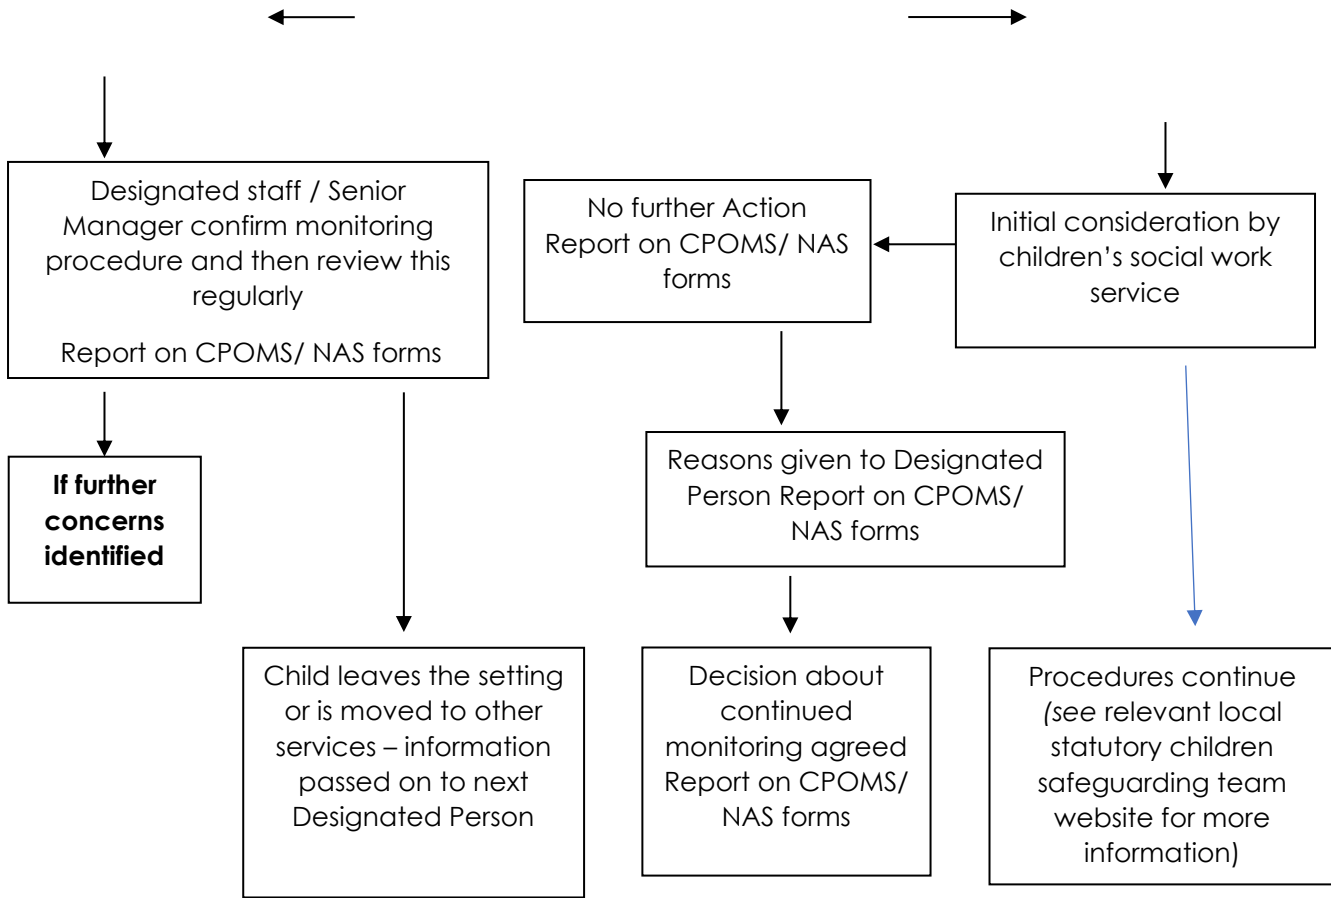 Designated staff / Senior
Manager confirm monitoring
procedure and then review this
regularly
Report on CPOMS/ NAS forms
No further Action
Report on CPOMS/ NAS
forms
Initial consideration by
children’s social work
service
If further
concerns
identified
Reasons given to Designated
Person Report on CPOMS/
NAS forms
Child leaves the setting
or is moved to other
services – information
passed on to next
Designated Person
Decision about
continued
monitoring agreed
Report on CPOMS/
NAS forms
Procedures continue
(see relevant local
statutory children
safeguarding team
website for more
information)